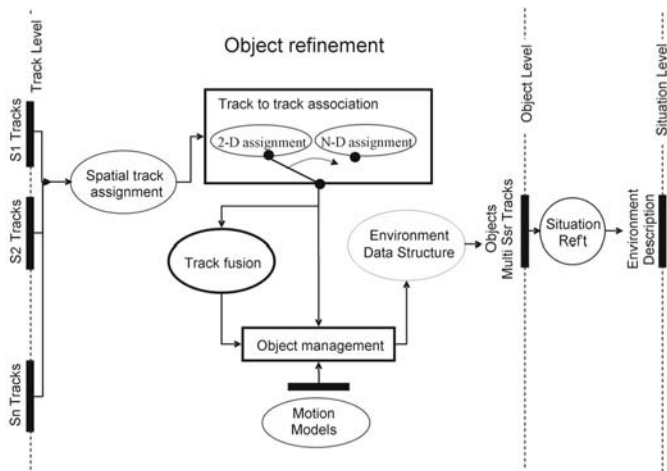 Object refinement
Track Level
S1 Tracks
S2 Tracks
Sn Tracks
Spatial track
assignment
Track to track association
2-D assignment
N-D assignment
Track fusion
Object management
Motion
Models
Environment
Data Structure
Objects
Multi Ssr Tracks
Object Level
Situation
Ref't
Environment
Description
Situation Level